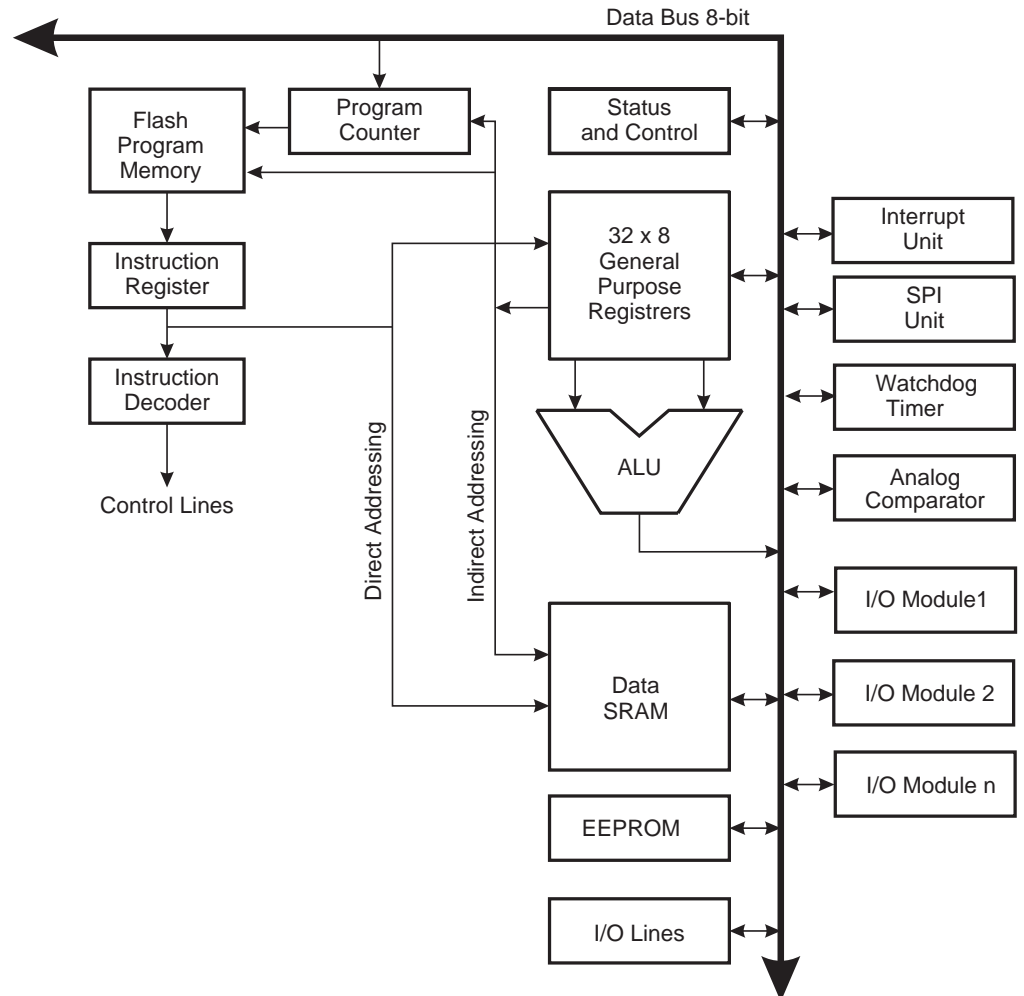 Data Bus 8-bit
Flash
Program
Memory
Program
Counter
Status
and Control
Interrupt
Unit
32 x 8
General
Purpose
Registrers
Instruction
Register
SPI
Unit
Instruction
Decoder
Watchdog
Timer
ALU
Analog
Comparator
Control Lines
Direct Addressing
Indirect Addressing
I/O Module1
Data
SRAM
I/O Module 2
I/O Module n
EEPROM
I/O Lines